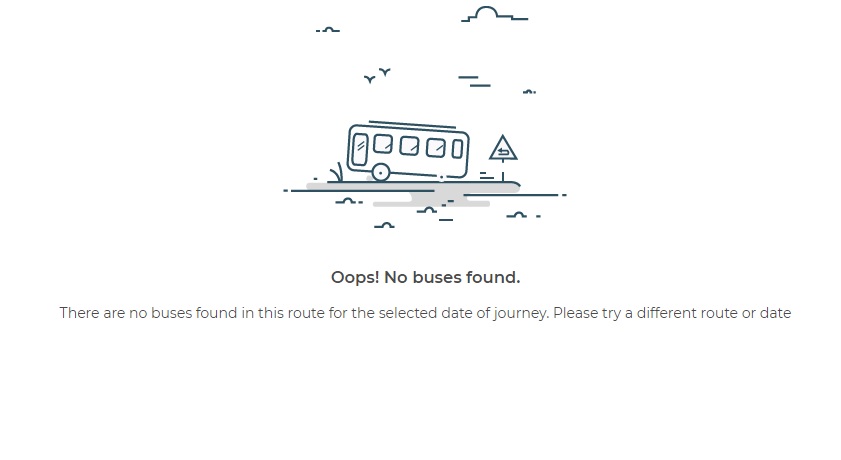 Oops! No buses found.
There are no buses found in this route for the selected date of journey. Please try a different route or date